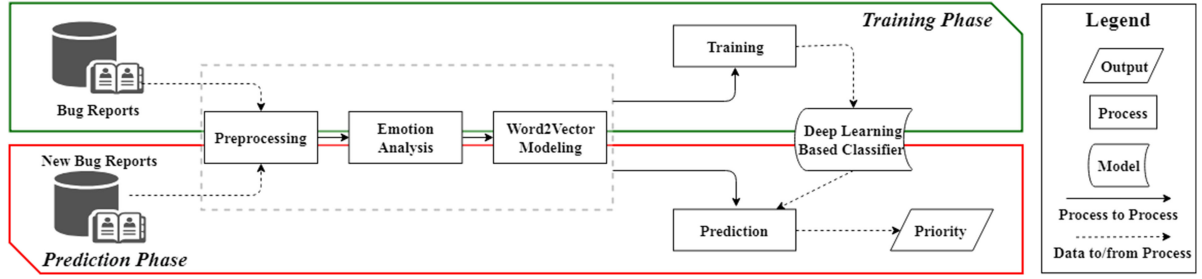 Training Phase
Bug Reports
Preprocessing
Emotion
Analysis
Word2Vector
Modeling
Training
Deep Learning
Based Classifier
New Bug Reports
Prediction
Priority
Prediction Phase
Legend
Output
Process
Model
Process to Process
Data to/from Process